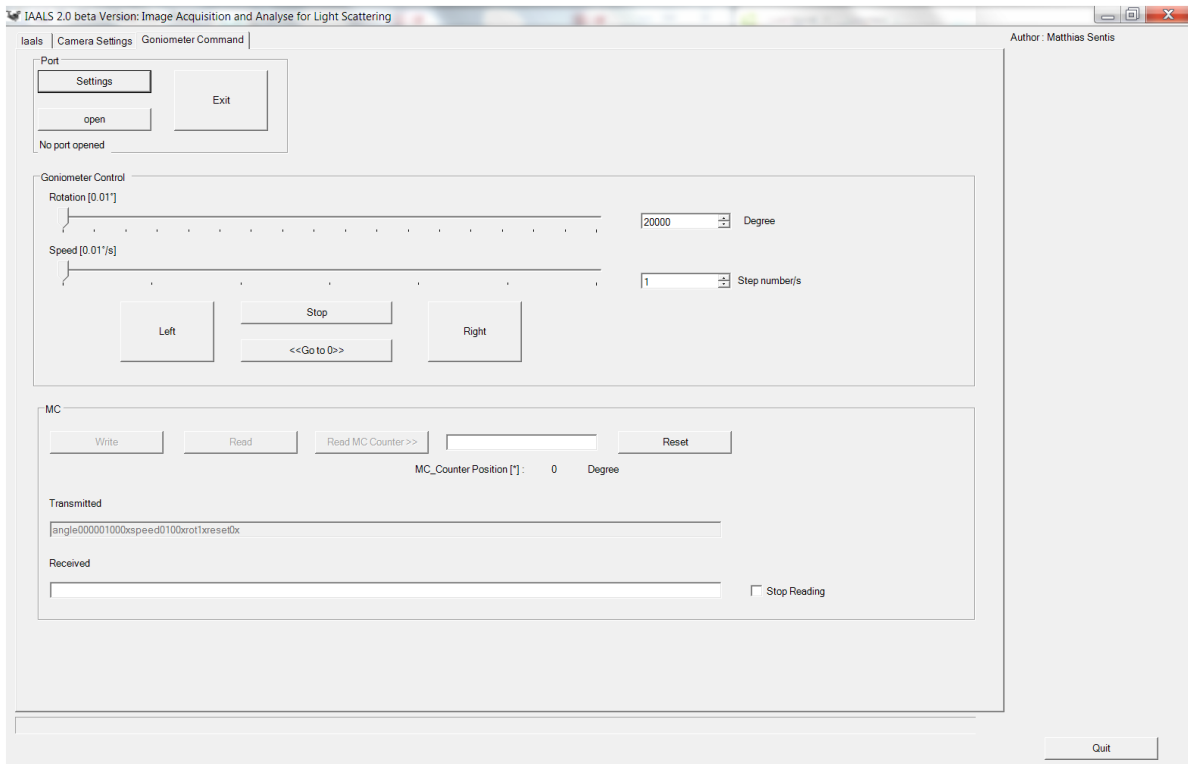 IAALS 2.0 beta Version: Image Acquisition and Analyse for Light Scattering
Iaals Camera Settings Goniometer Command
Author : Matthias Sentis
Port
Settings
Exit
open
No port opened
Goniometer Control
Rotation [0.01°]
20000 Degree
Speed [0.01°/s]
1 Step number/s
Left
Stop
Right
<<Go to 0>>
MC
Write Read Read MC Counter >> Reset
MC_Counter Position [°] : 0 Degree
Transmitted
angle000001000xspeed0100xrot1xreset0x
Received
Stop Reading
Quit